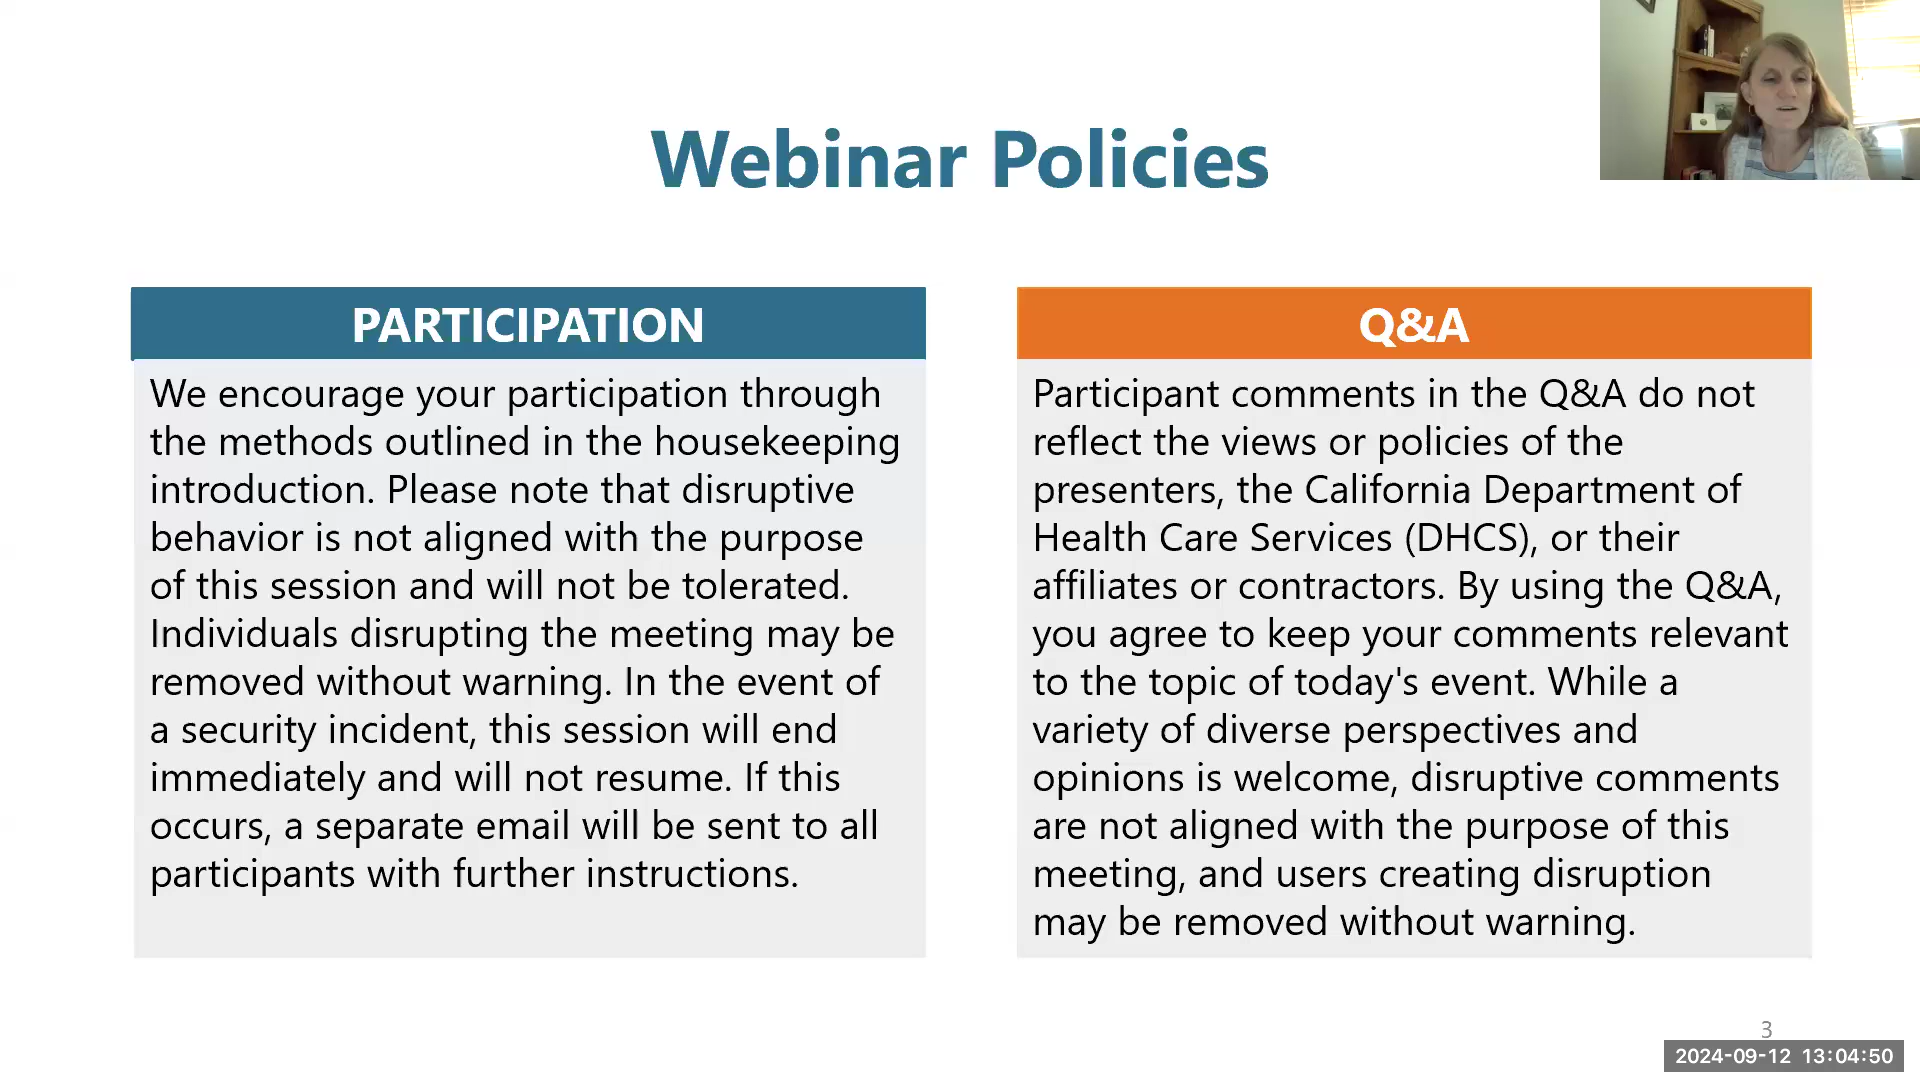 Webinar Policies
PARTICIPATION
We encourage your participation through
the methods outlined in the housekeeping
introduction. Please note that disruptive
behavior is not aligned with the purpose
of this session and will not be tolerated.
Individuals disrupting the meeting may be
removed without warning. In the event of
a security incident, this session will end
immediately and will not resume. If this
occurs, a separate email will be sent to all
participants with further instructions.
Q&A
Participant comments in the Q&A do not
reflect the views or policies of the
presenters, the California Department of
Health Care Services (DHCS), or their
affiliates or contractors. By using the Q&A,
you agree to keep your comments relevant
to the topic of today's event. While a
variety of diverse perspectives and
opinions is welcome, disruptive comments
are not aligned with the purpose of this
meeting, and users creating disruption
may be removed without warning.
3
2024-09-12 13:04:50